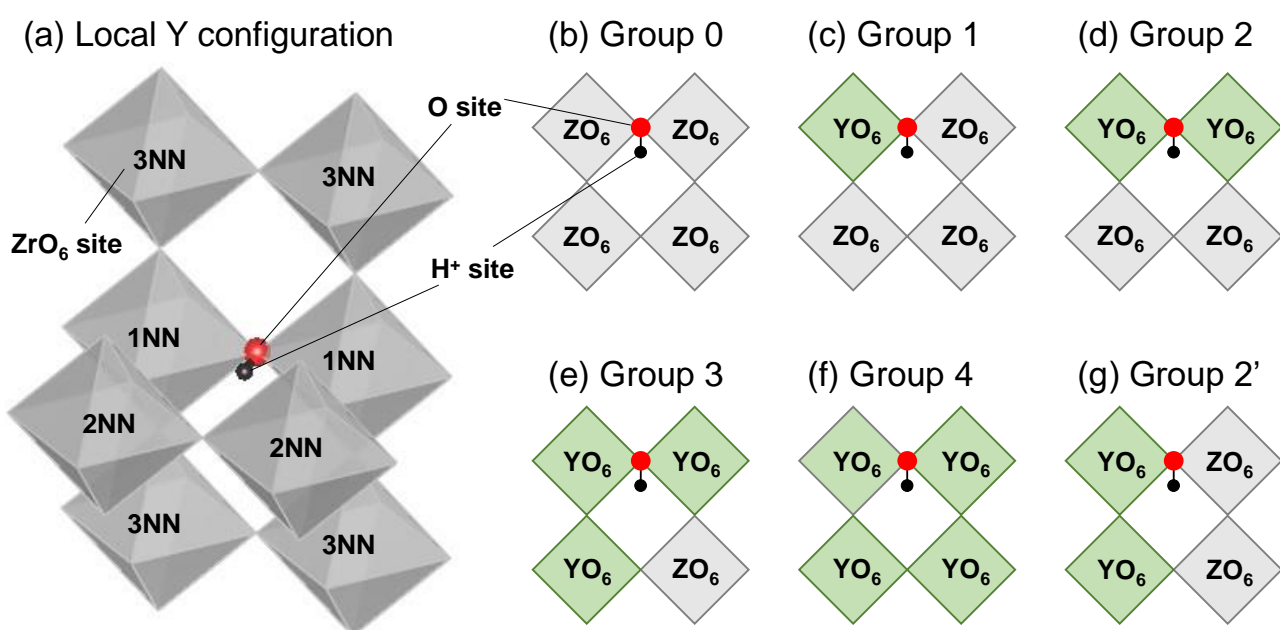 (a) Local Y configuration
(b) Group 0
(c) Group 1
(d) Group 2
O site
3NN
3NN
ZrO₆ site
H⁺ site
1NN
1NN
2NN
2NN
3NN
3NN
ZO₆ ZO₆
ZO₆ ZO₆
YO₆ ZO₆
ZO₆ ZO₆
YO₆ YO₆
ZO₆ ZO₆
(e) Group 3
(f) Group 4
(g) Group 2’
YO₆ YO₆
YO₆ ZO₆
YO₆ YO₆
YO₆ YO₆
YO₆ ZO₆
YO₆ ZO₆